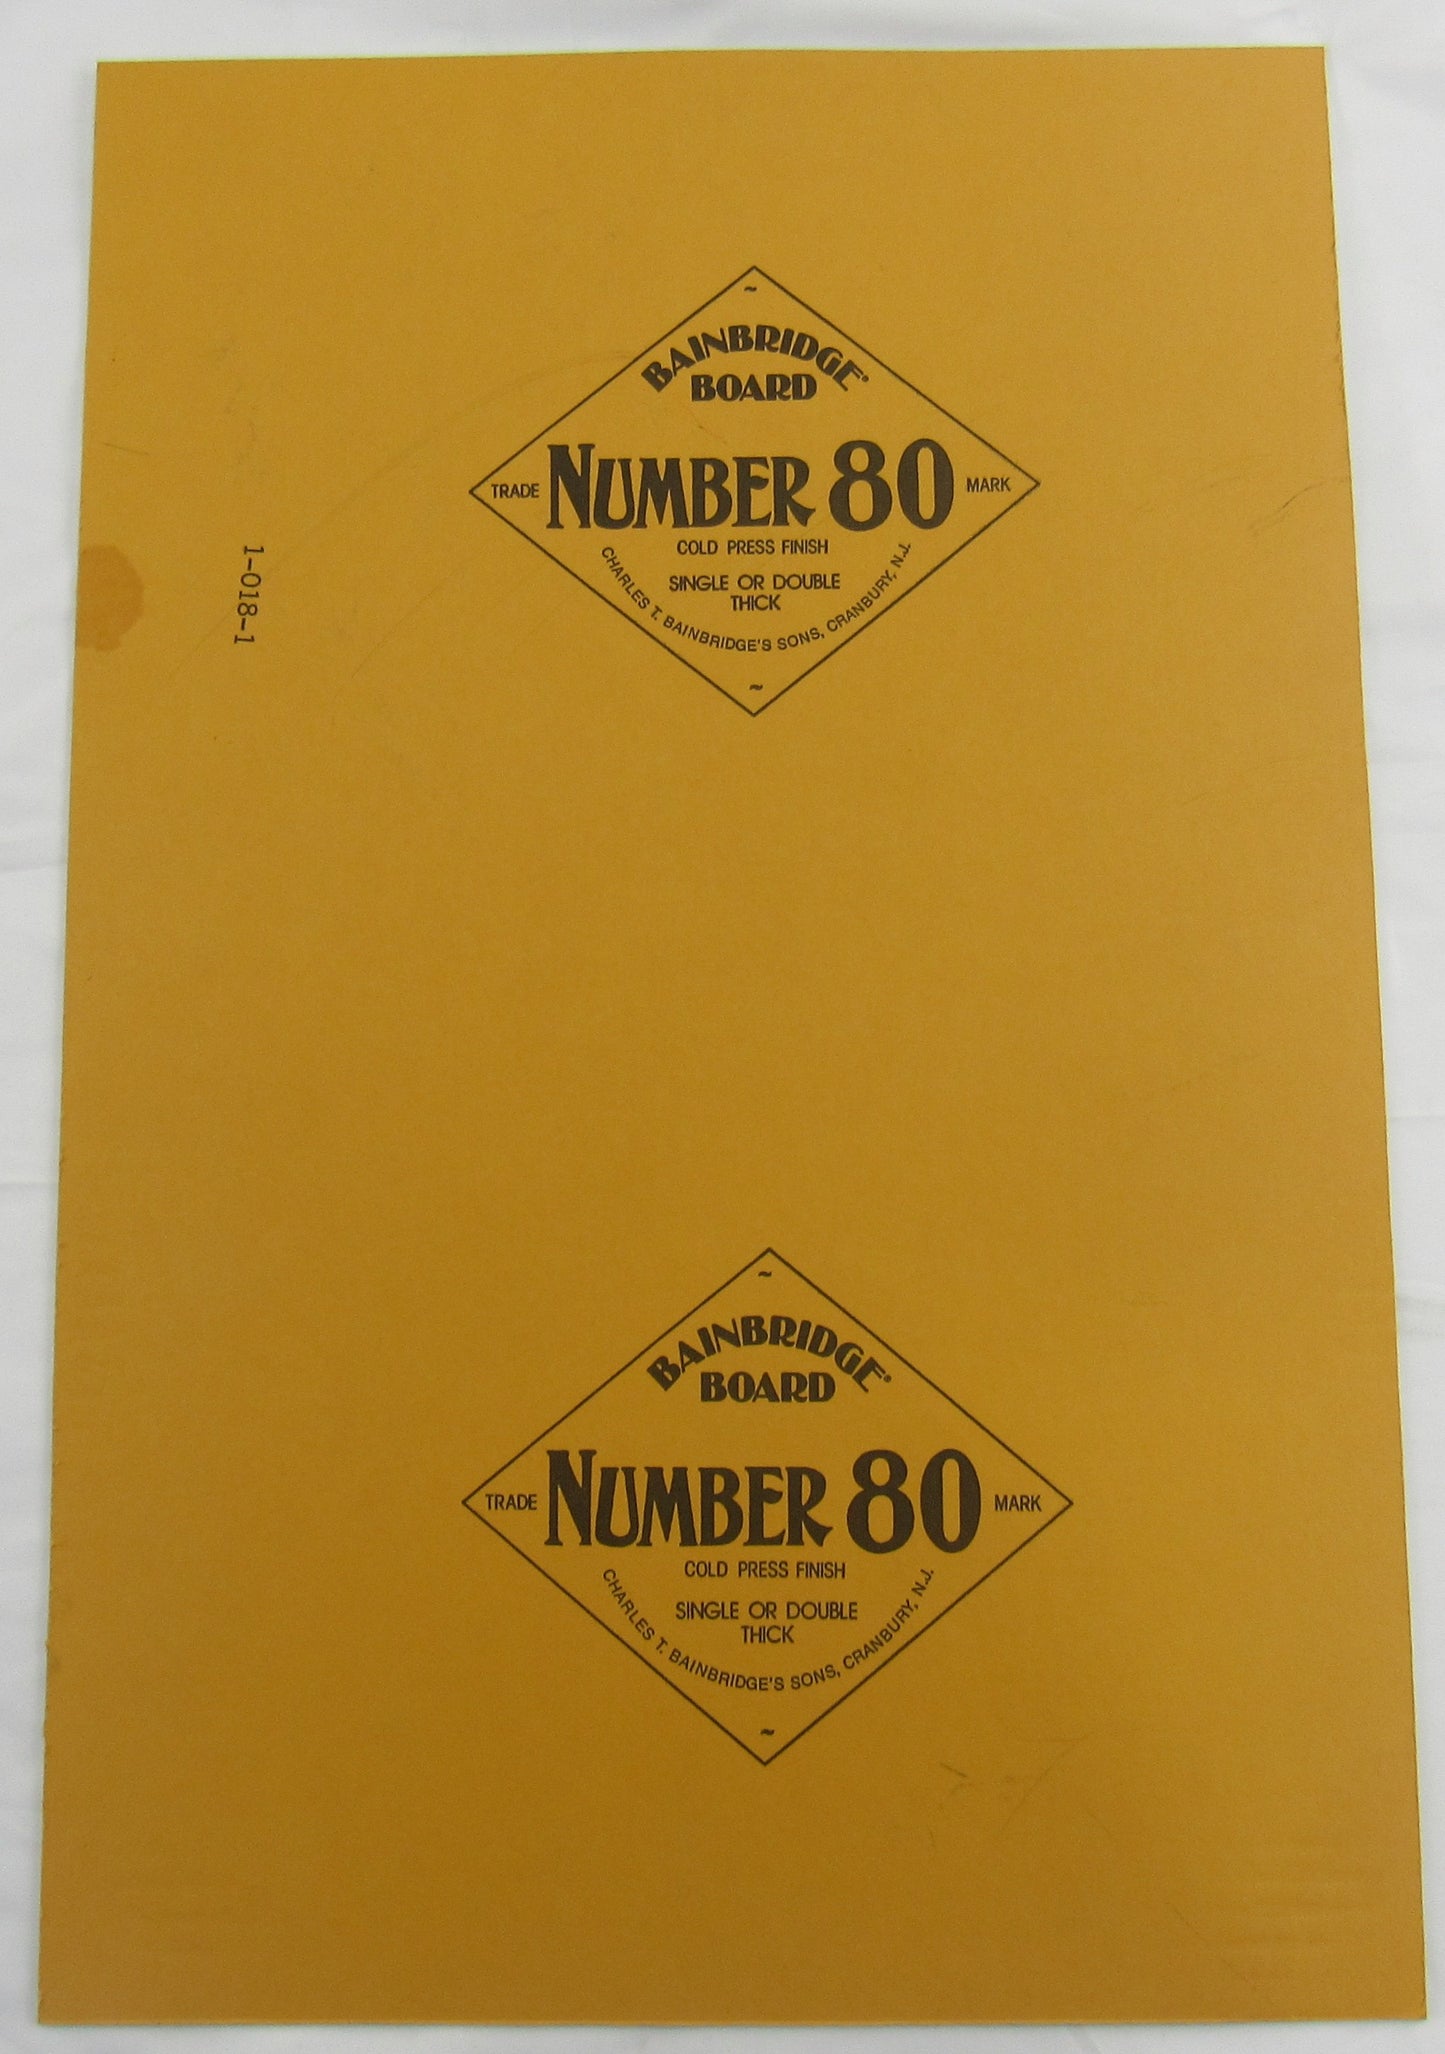 ~
BAINBRIDGE®
BOARD
TRADE NUMBER 80 MARK
COLD PRESS FINISH
SINGLE OR DOUBLE
THICK
CHARLES T. BAINBRIDGE'S SONS, CRANBURY, N.J.
~
1-018-1
~
BAINBRIDGE®
BOARD
TRADE NUMBER 80 MARK
COLD PRESS FINISH
SINGLE OR DOUBLE
THICK
CHARLES T. BAINBRIDGE'S SONS, CRANBURY, N.J.
~